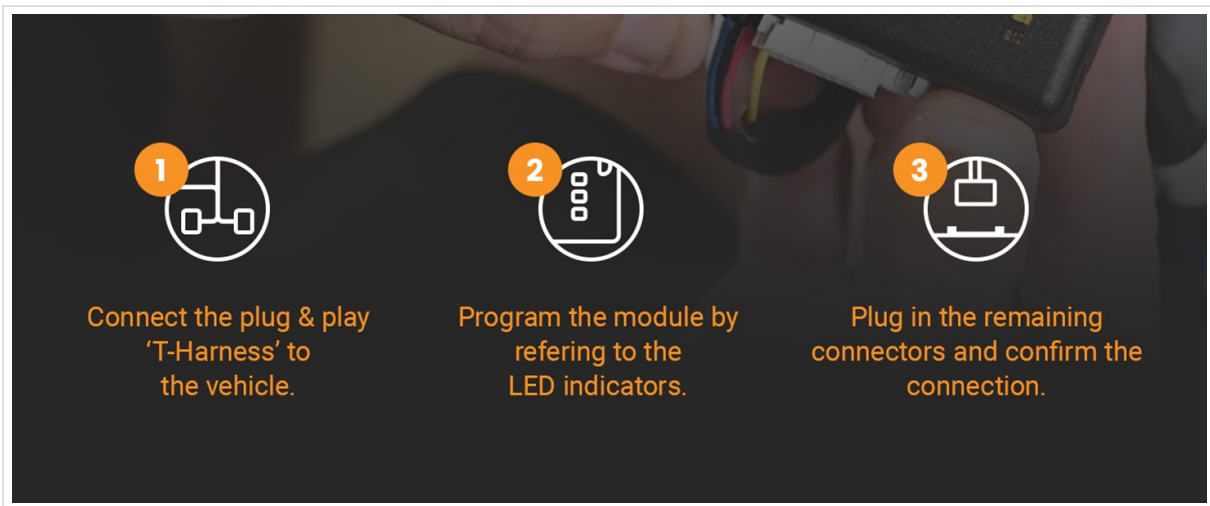 1
Connect the plug & play
‘T-Harness’ to
the vehicle.
2
Program the module by
refering to the
LED indicators.
3
Plug in the remaining
connectors and confirm the
connection.